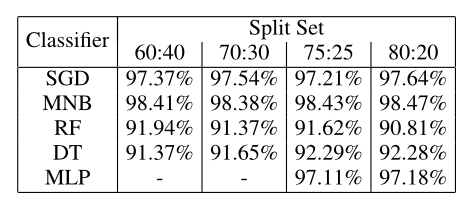 Classifier Split Set
60:40 70:30 75:25 80:20
SGD 97.37% 97.54% 97.21% 97.64%
MNB 98.41% 98.38% 98.43% 98.47%
RF 91.94% 91.37% 91.62% 90.81%
DT 91.37% 91.65% 92.29% 92.28%
MLP - - 97.11% 97.18%